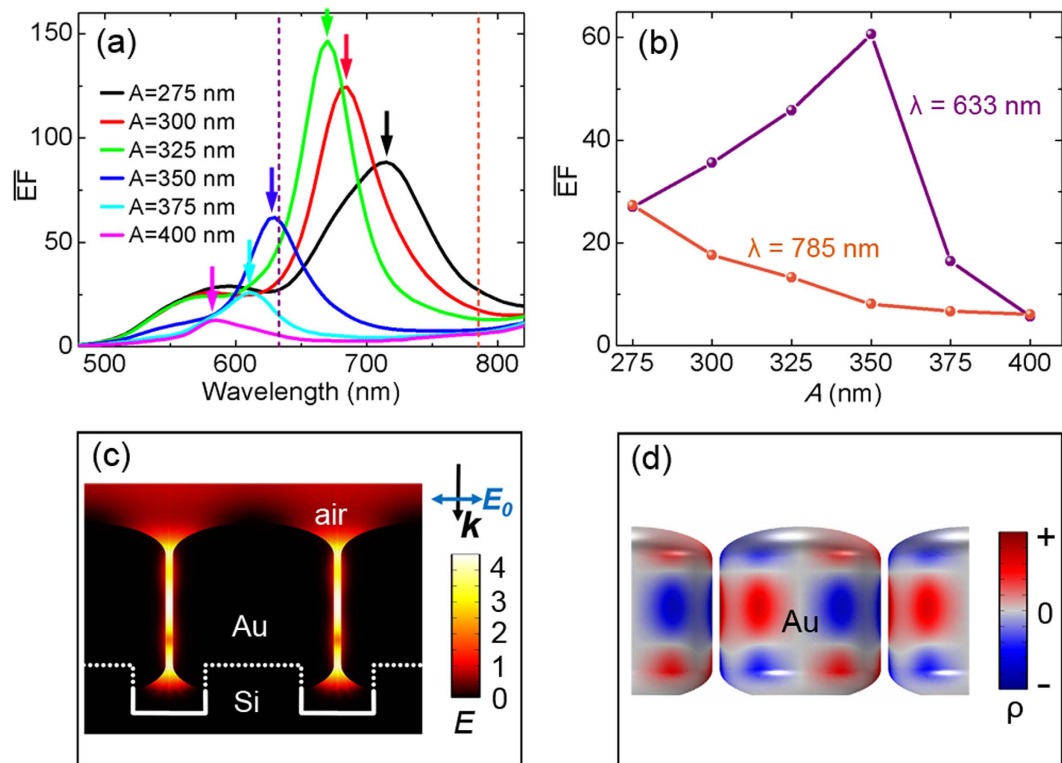 (a)
150
100
50
0
EF
A=275 nm
A=300 nm
A=325 nm
A=350 nm
A=375 nm
A=400 nm
500 600 700 800
Wavelength (nm)
(b)
60
40
20
0
EF
λ = 633 nm
λ = 785 nm
275 300 325 350 375 400
A (nm)
(c)
air
Au
Si
k
E₀
4
3
2
1
0
E
(d)
Au
+
0
−
ρ